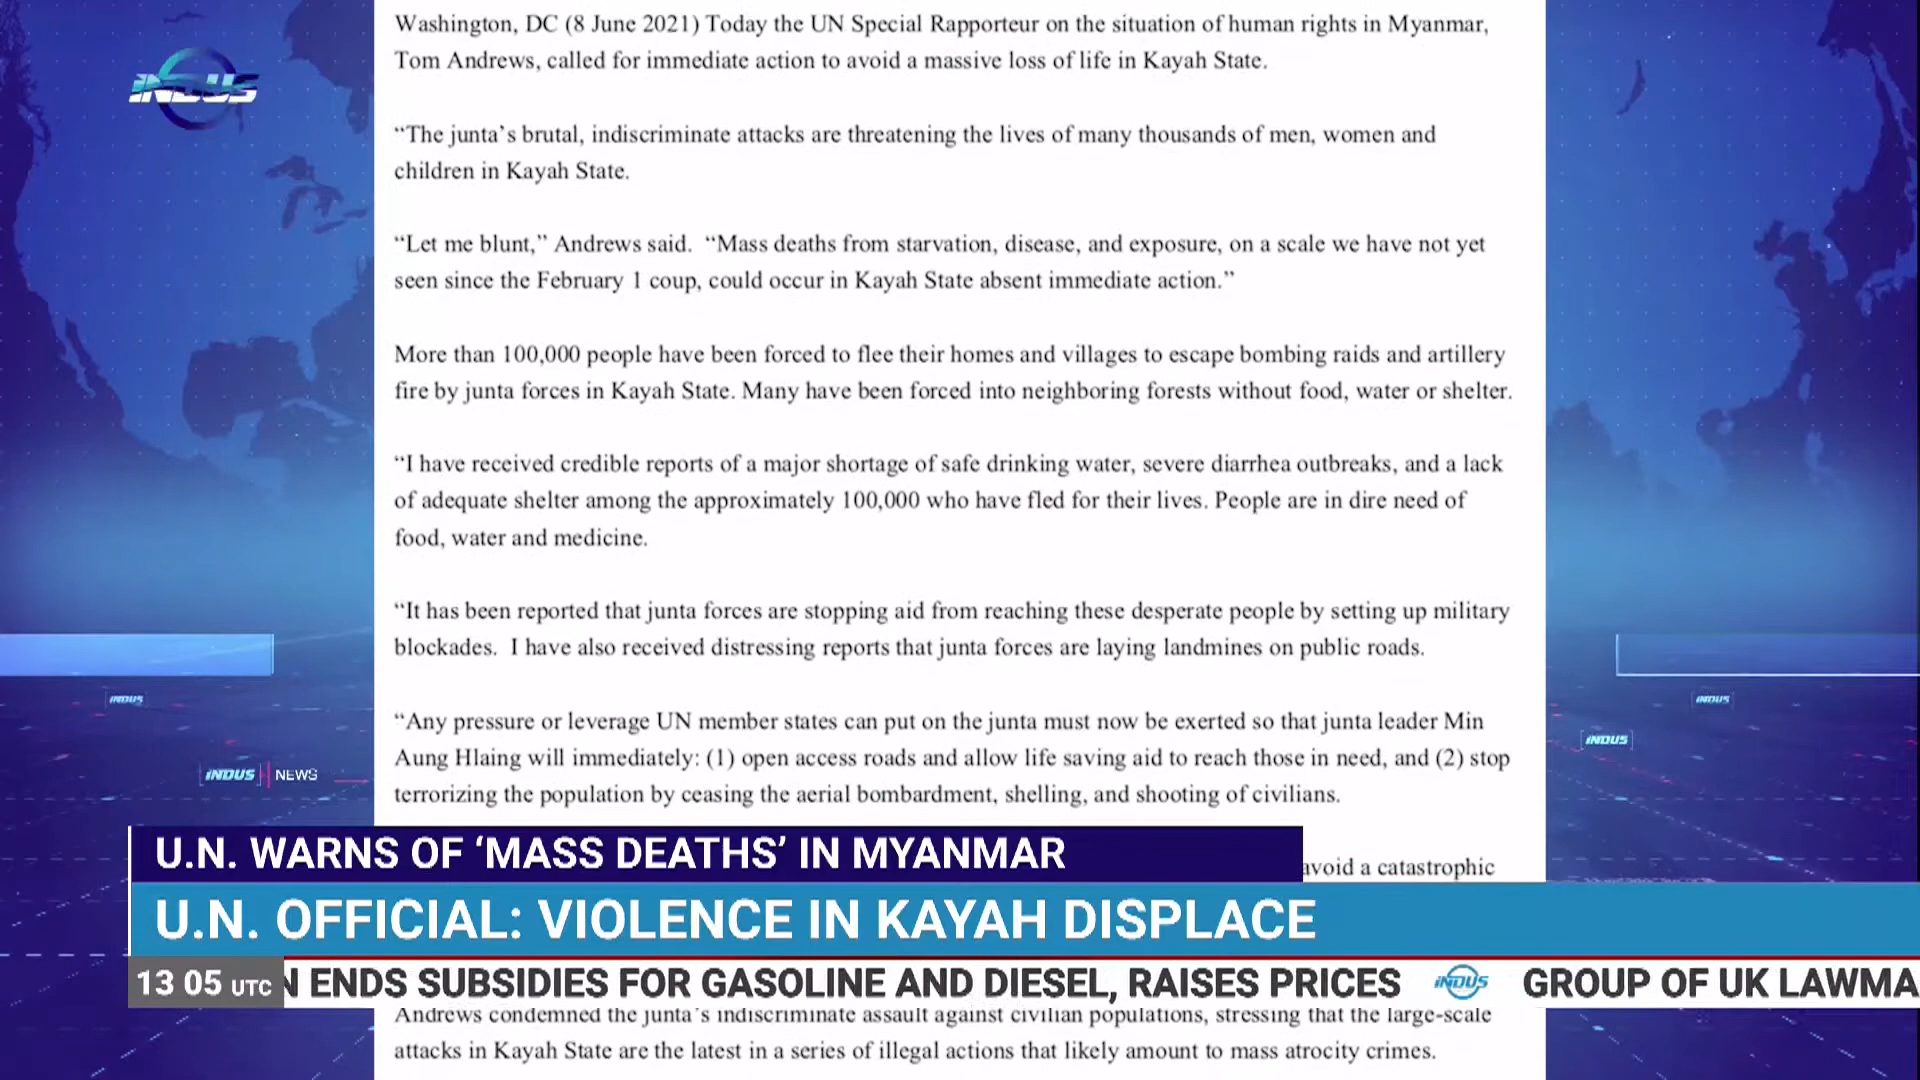 Washington, DC (8 June 2021) Today the UN Special Rapporteur on the situation of human rights in Myanmar,
Tom Andrews, called for immediate action to avoid a massive loss of life in Kayah State.
INDUS
“The junta’s brutal, indiscriminate attacks are threatening the lives of many thousands of men, women and
children in Kayah State.
“Let me blunt,” Andrews said.  “Mass deaths from starvation, disease, and exposure, on a scale we have not yet
seen since the February 1 coup, could occur in Kayah State absent immediate action.”
More than 100,000 people have been forced to flee their homes and villages to escape bombing raids and artillery
fire by junta forces in Kayah State. Many have been forced into neighboring forests without food, water or shelter.
“I have received credible reports of a major shortage of safe drinking water, severe diarrhea outbreaks, and a lack
of adequate shelter among the approximately 100,000 who have fled for their lives. People are in dire need of
food, water and medicine.
“It has been reported that junta forces are stopping aid from reaching these desperate people by setting up military
blockades.  I have also received distressing reports that junta forces are laying landmines on public roads.
INDUS
INDUS
“Any pressure or leverage UN member states can put on the junta must now be exerted so that junta leader Min
INDUS
Aung Hlaing will immediately: (1) open access roads and allow life saving aid to reach those in need, and (2) stop
INDUS NEWS
terrorizing the population by ceasing the aerial bombardment, shelling, and shooting of civilians.
U.N. WARNS OF ‘MASS DEATHS’ IN MYANMAR
avoid a catastrophic
U.N. OFFICIAL: VIOLENCE IN KAYAH DISPLACE
13 05 UTC
N ENDS SUBSIDIES FOR GASOLINE AND DIESEL, RAISES PRICES INDUS GROUP OF UK LAWMA
Andrews condemned the junta’s indiscriminate assault against civilian populations, stressing that the large-scale
attacks in Kayah State are the latest in a series of illegal actions that likely amount to mass atrocity crimes.